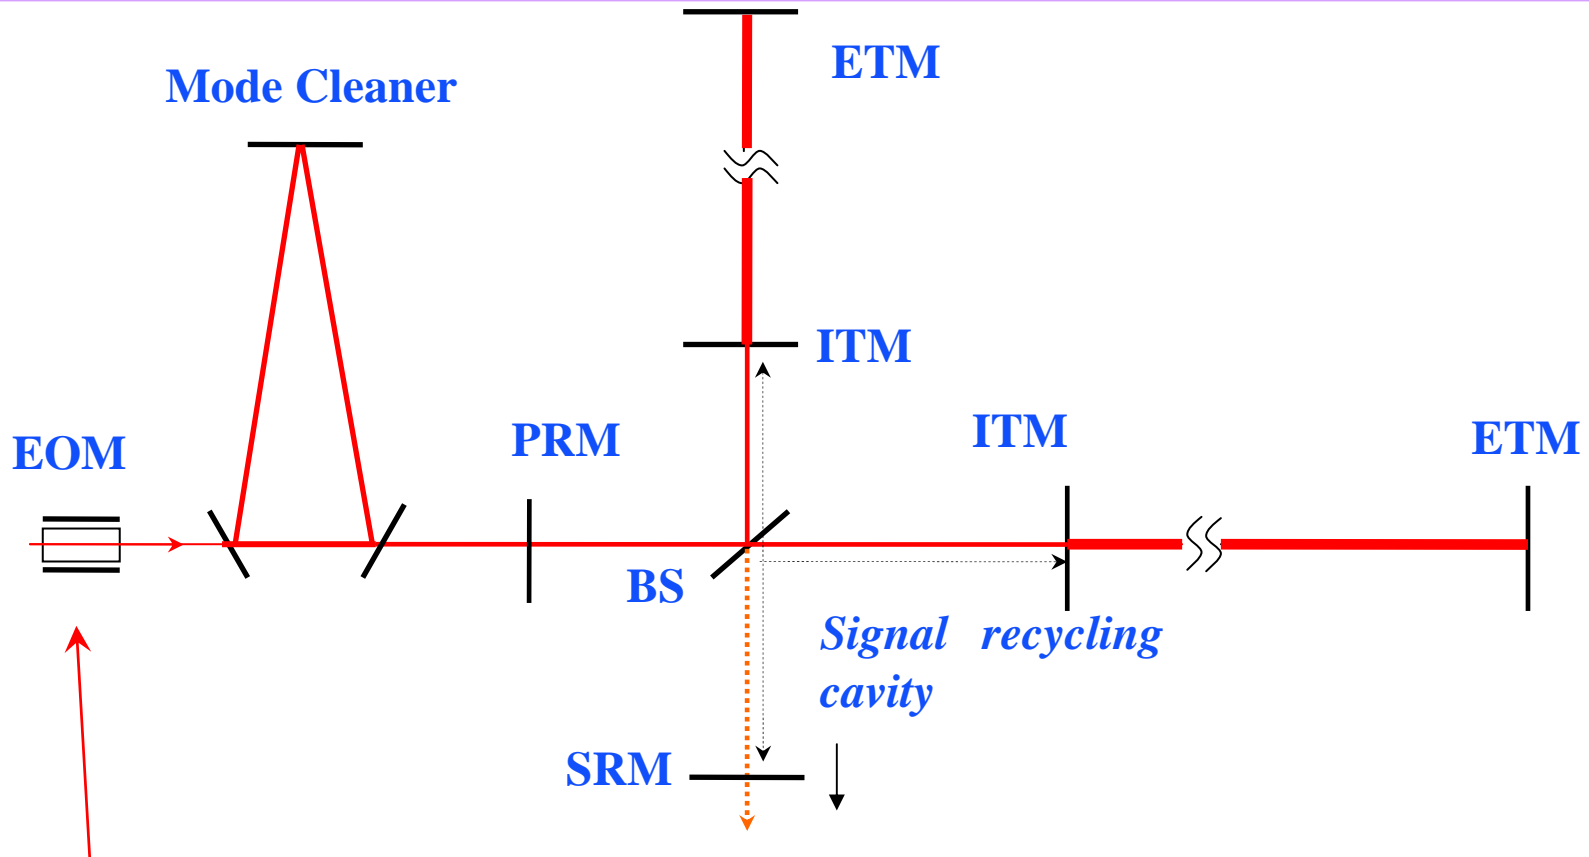 ETM
Mode Cleaner
ITM
ITM
ETM
PRM
EOM
BS
Signal recycling
cavity
SRM